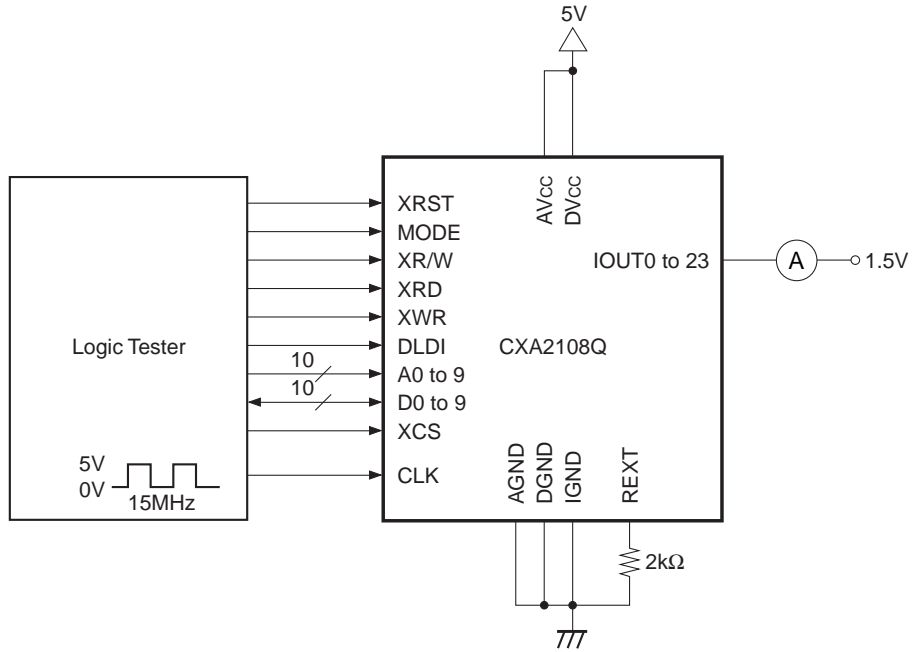 5V
AVCC
DVCC
XRST
MODE
XR/W
IOUT0 to 23
A
1.5V
XRD
XWR
Logic Tester
DLDI
CXA2108Q
10
A0 to 9
10
D0 to 9
XCS
5V
0V
15MHz
CLK
AGND
DGND
IGND
REXT
2kΩ